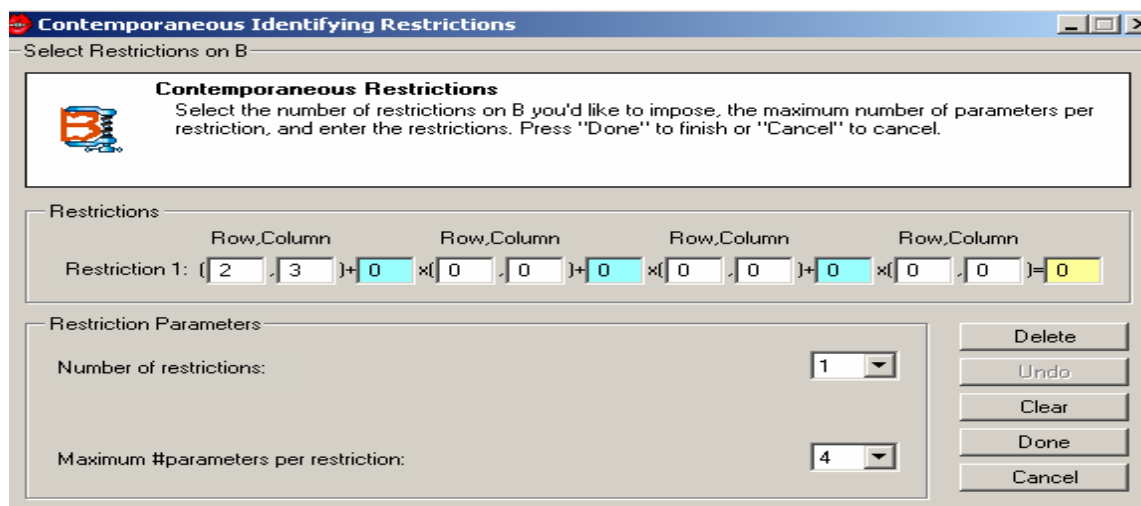 Contemporaneous Identifying Restrictions
Select Restrictions on B
Contemporaneous Restrictions
Select the number of restrictions on B you'd like to impose, the maximum number of parameters per
restriction, and enter the restrictions. Press "Done" to finish or "Cancel" to cancel.
B
Restrictions
Row,Column Row,Column Row,Column Row,Column
Restriction 1: ( 2 , 3 )+ 0 x( 0 , 0 )+ 0 x( 0 , 0 )+ 0 x( 0 , 0 )= 0
Restriction Parameters
Number of restrictions: 1
Maximum #parameters per restriction: 4
Delete
Undo
Clear
Done
Cancel